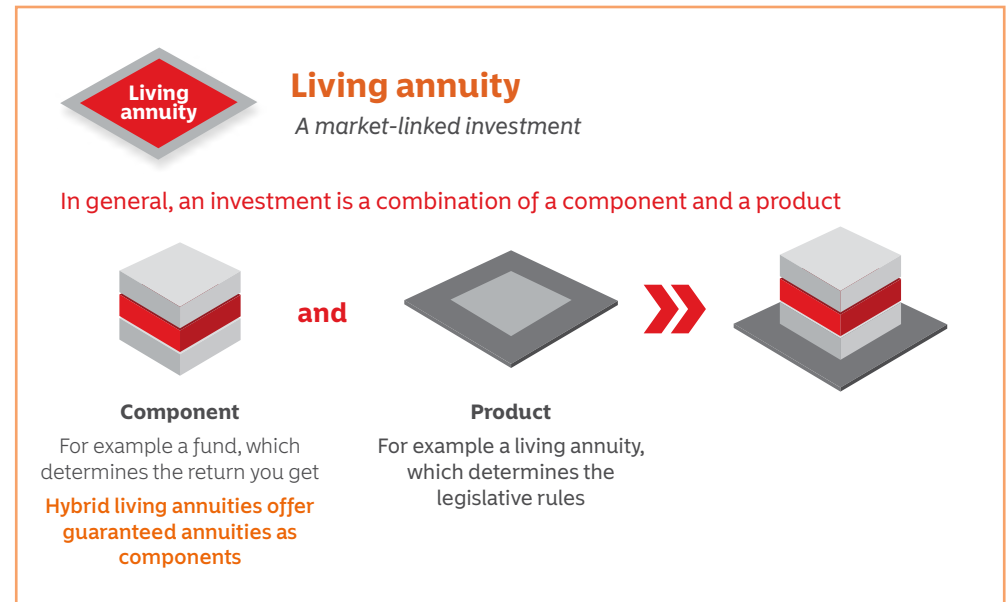 Living
annuity
Living annuity
A market-linked investment
In general, an investment is a combination of a component and a product
and
Component
For example a fund, which
determines the return you get
Hybrid living annuities offer
guaranteed annuities as
components
Product
For example a living annuity,
which determines the
legislative rules